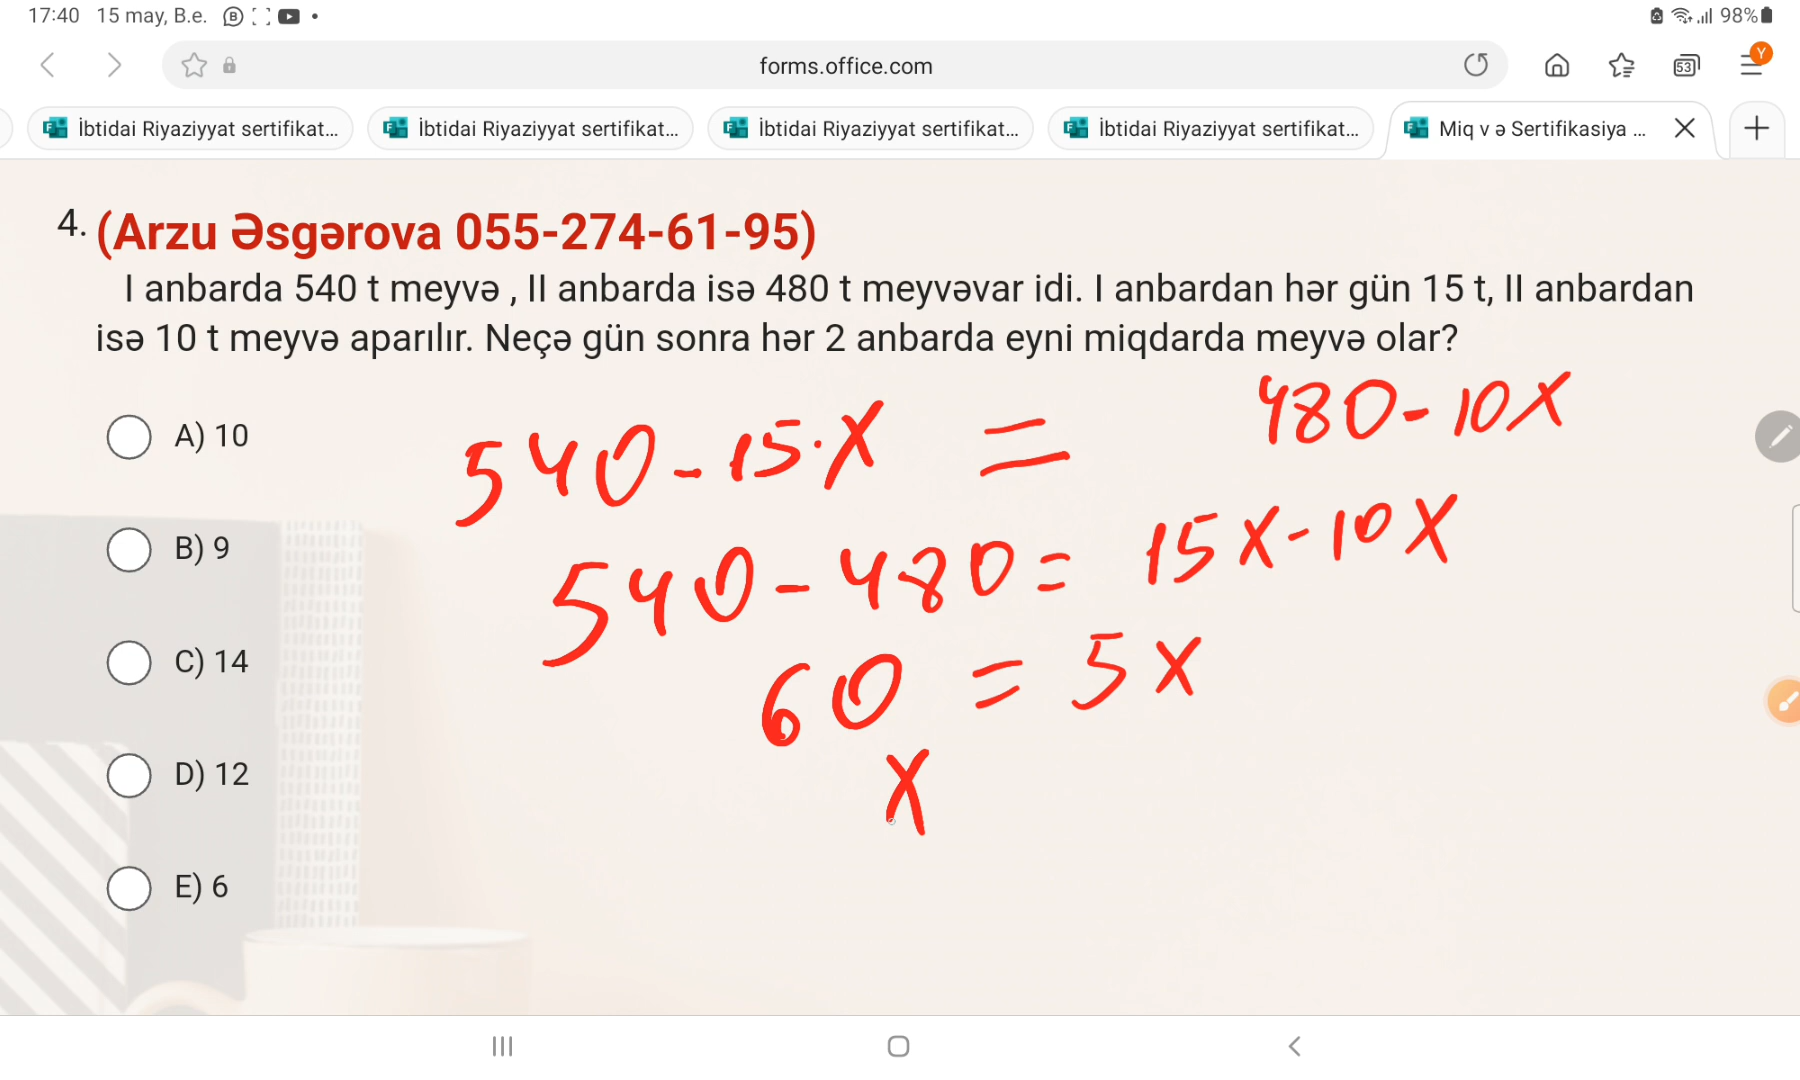 17:40 15 may, B.e.
98%
forms.office.com
53
Y
İbtidai Riyaziyyat sertifikat...
İbtidai Riyaziyyat sertifikat...
İbtidai Riyaziyyat sertifikat...
İbtidai Riyaziyyat sertifikat...
Miq v ə Sertifikasiya ...
4. (Arzu Əsgərova 055-274-61-95)
I anbarda 540 t meyvə , II anbarda isə 480 t meyvəvar idi. I anbardan hər gün 15 t, II anbardan
isə 10 t meyvə aparılır. Neçə gün sonra hər 2 anbarda eyni miqdarda meyvə olar?
540-15·x = 480-10x
A) 10
540-480= 15x-10x
B) 9
60 = 5x
C) 14
x
D) 12
E) 6